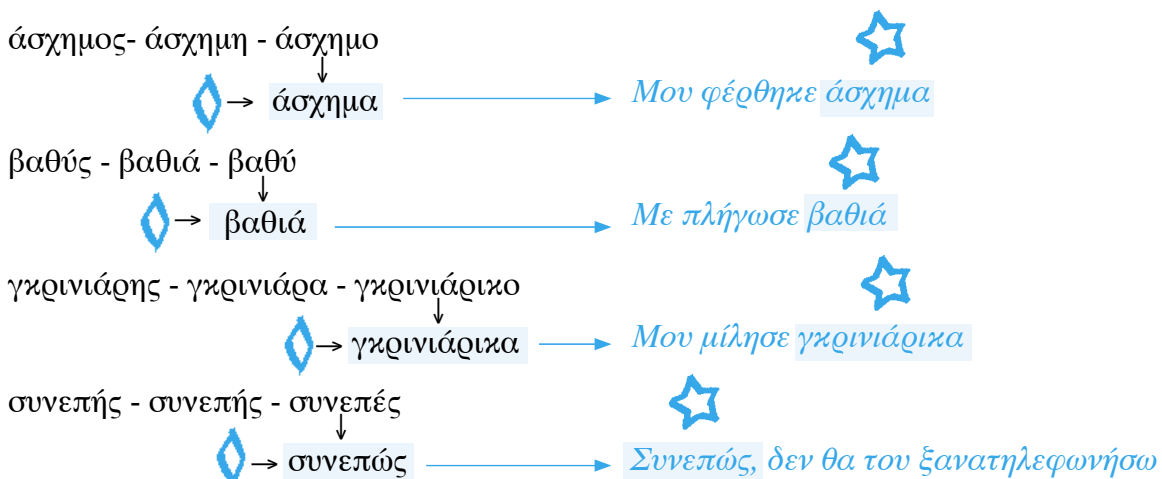 άσχημος- άσχημη - άσχημο
άσχημα Μου φέρθηκε άσχημα
βαθύς - βαθιά - βαθύ
βαθιά Με πλήγωσε βαθιά
γκρινιάρης - γκρινιάρα - γκρινιάρικο
γκρινιάρικα Μου μίλησε γκρινιάρικα
συνεπής - συνεπής - συνεπές
συνεπώς Συνεπώς, δεν θα του ξανατηλεφωνήσω